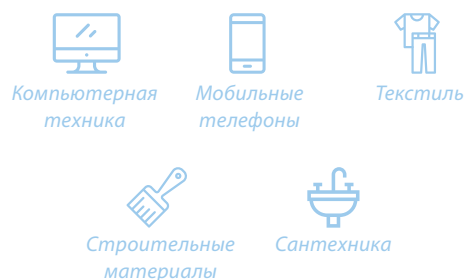 Компьютерная
техника
Мобильные
телефоны
Текстиль
Строительные
материалы
Сантехника